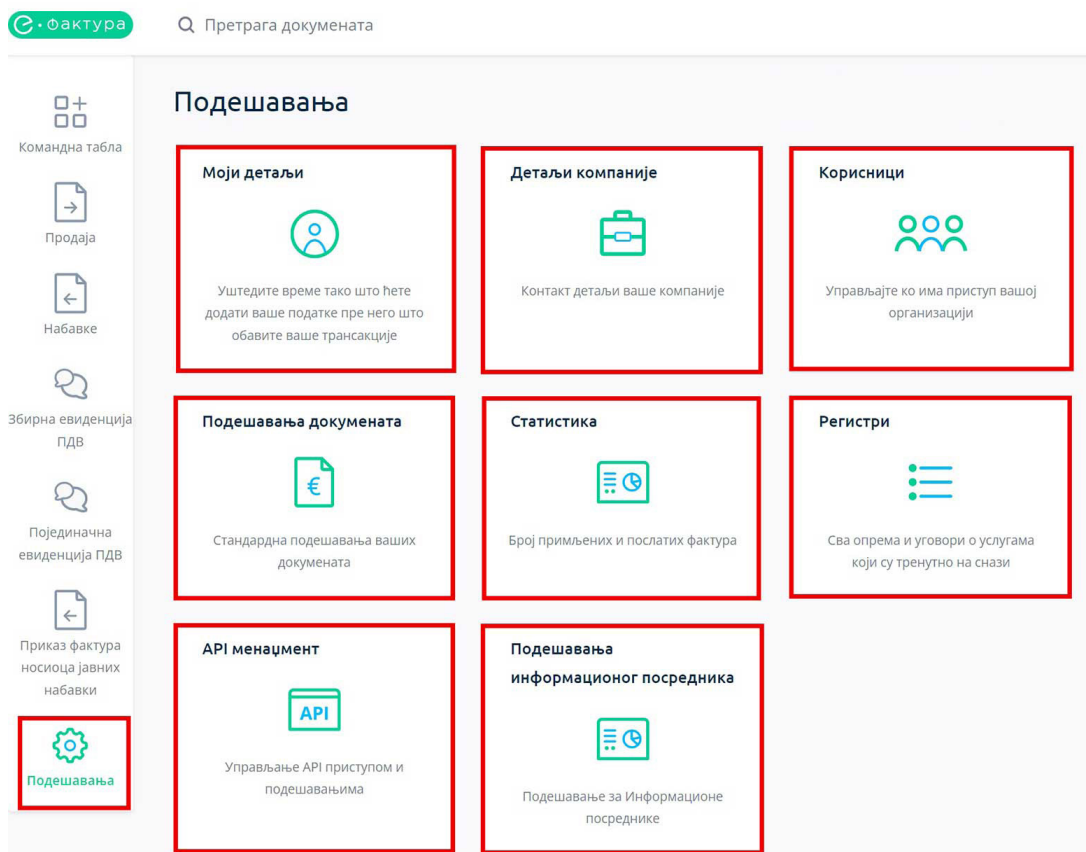 е·Фактура
Претрага докумената
Командна табла
Продаја
Набавке
Збирна евиденција
ПДВ
Појединачна
евиденција ПДВ
Приказ фактура
носиоца јавних
набавки
Подешавања
Подешавања
Моји детаљи
Уштедите време тако што ћете
додати ваше податке пре него што
обавите ваше трансакције
Детаљи компаније
Контакт детаљи ваше компаније
Корисници
Управљајте ко има приступ вашој
организацији
Подешавања докумената
€
Стандардна подешавања ваших
докумената
Статистика
Број примљених и послатих фактура
Регистри
Сва опрема и уговори о услугама
који су тренутно на снази
API менаџмент
API
Управљање API приступом и
подешавањима
Подешавања
информационог посредника
Подешавање за Информационе
посреднике